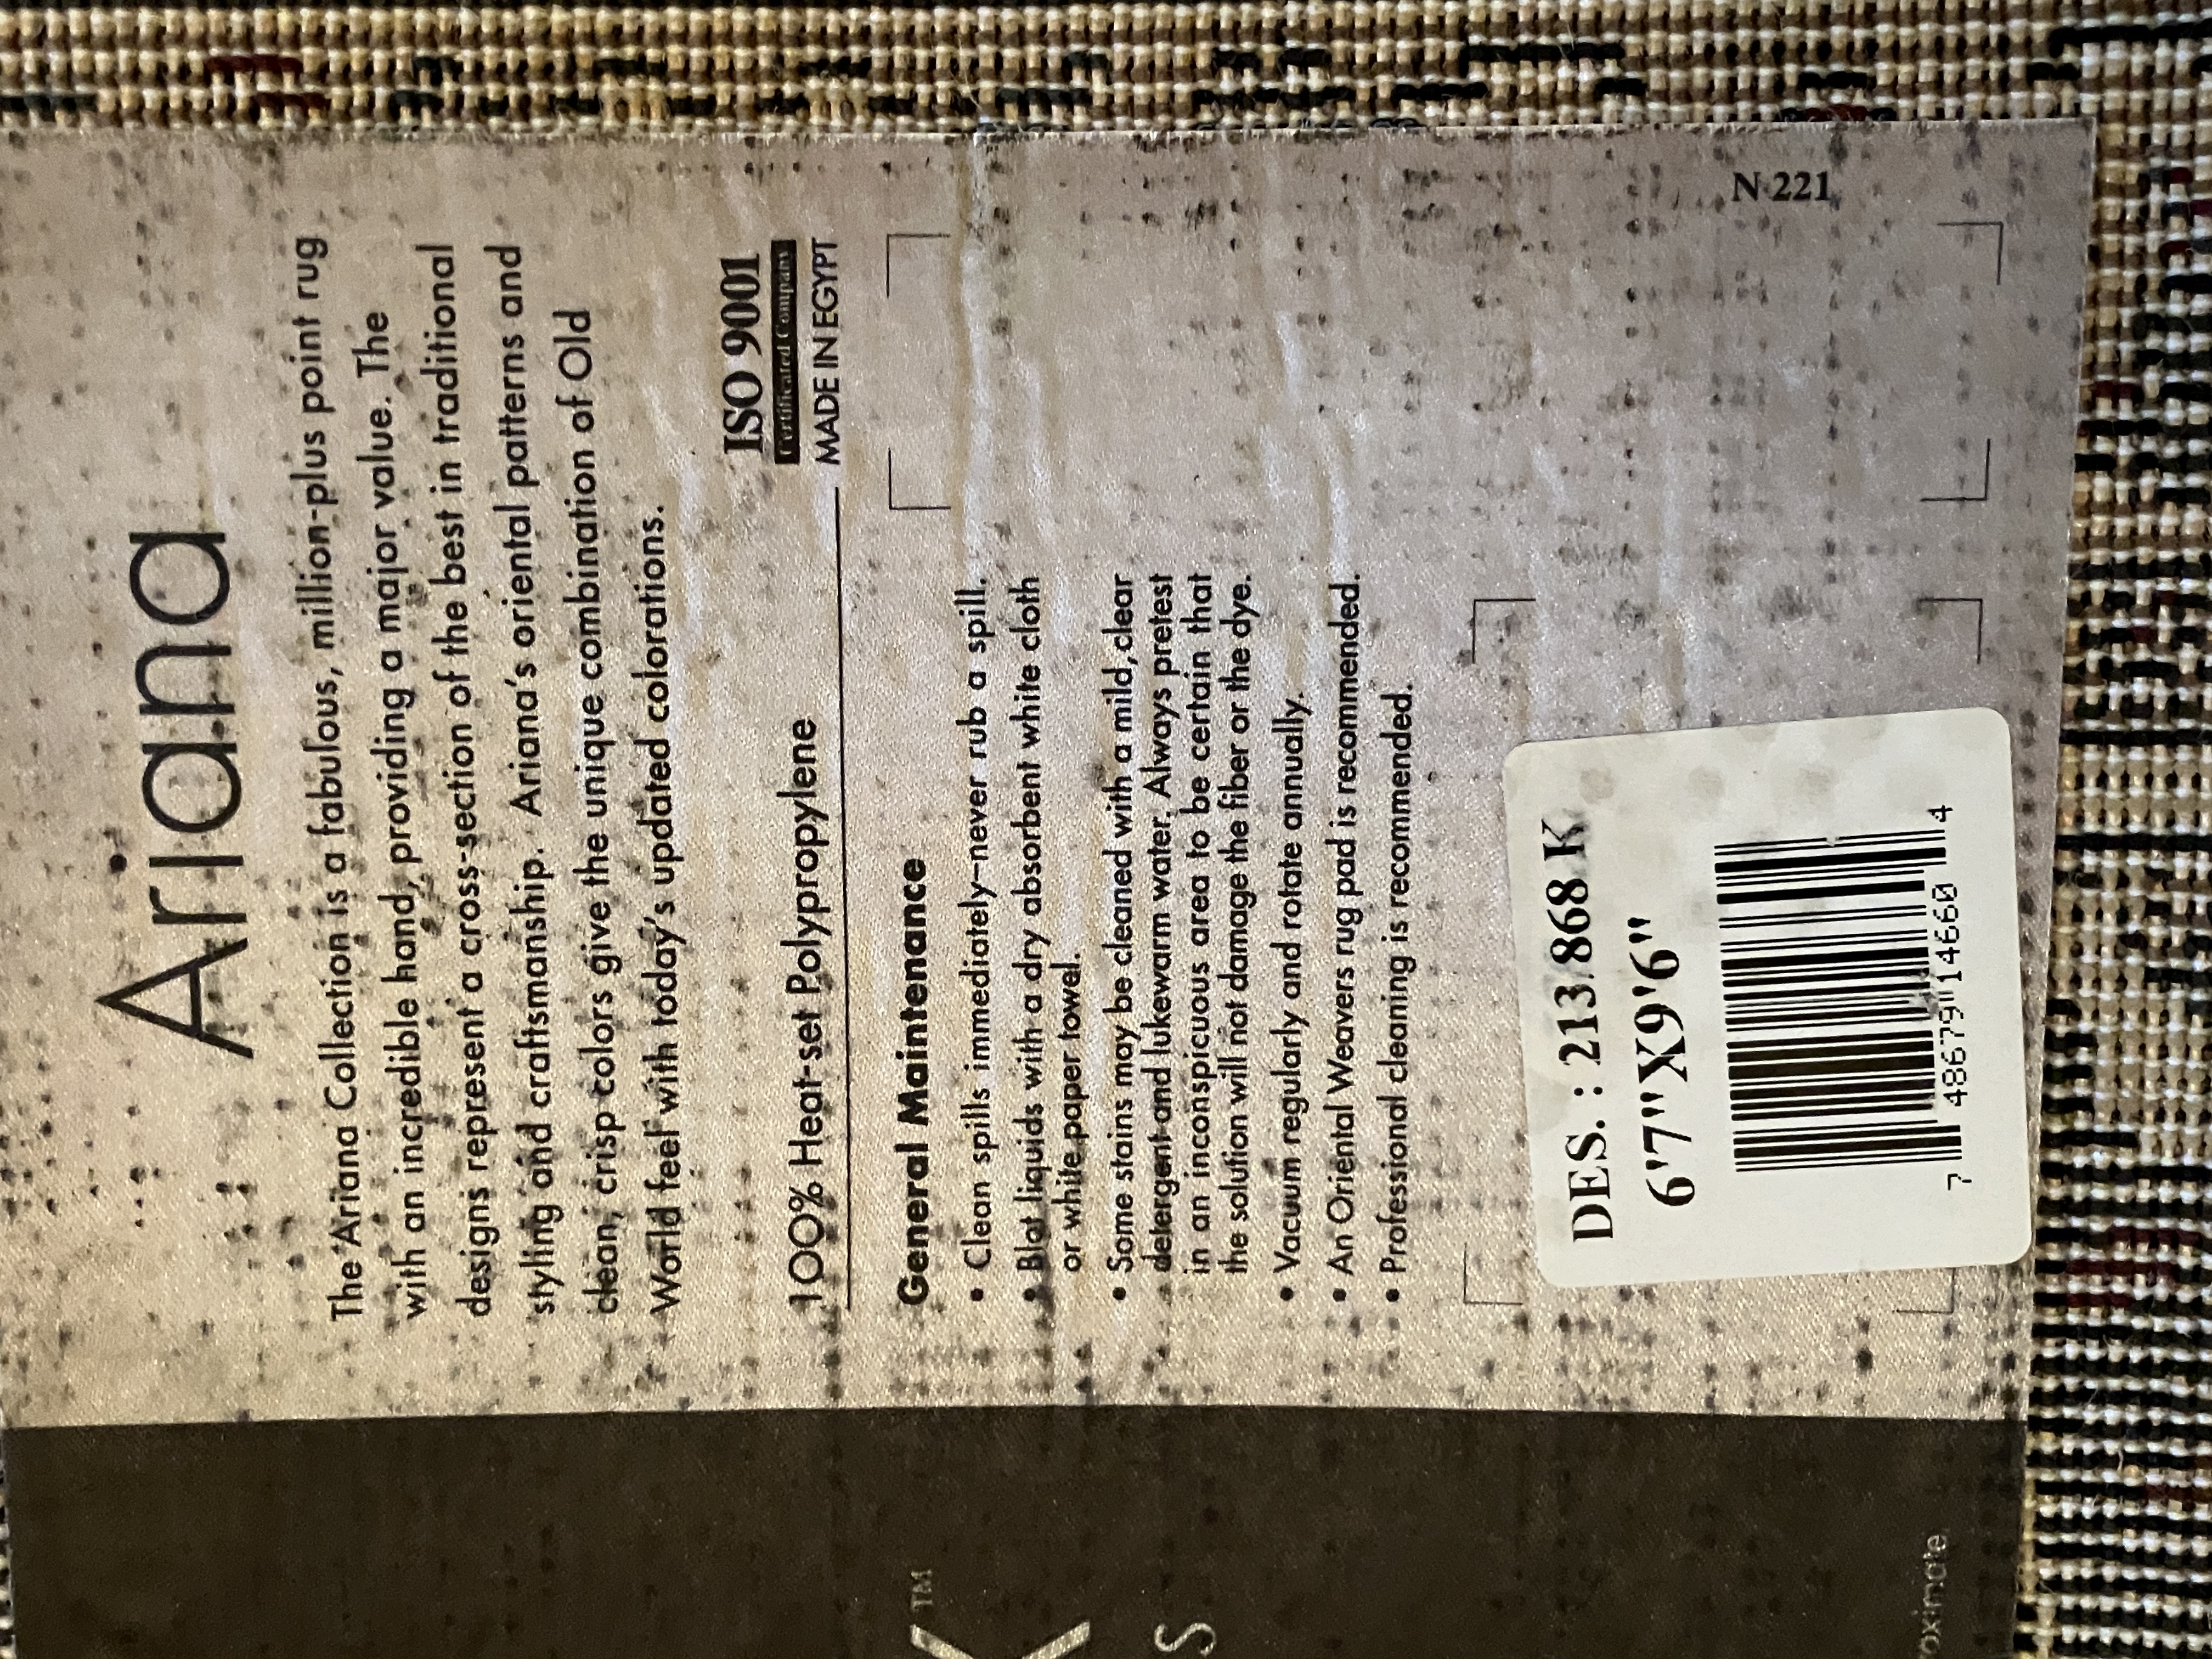 Ariana
The Ariana Collection is a fabulous, million-plus point rug
with an incredible hand, providing a major value. The
designs represent a cross-section of the best in traditional
styling and craftsmanship. Ariana's oriental patterns and
clean, crisp colors give the unique combination of Old
World feel with today's updated colorations.
ISO 9001
Certificated Company
100% Heat-set Polypropylene MADE IN EGYPT
General Maintenance
• Clean spills immediately–never rub a spill.
• Blot liquids with a dry absorbent white cloth
or white paper towel.
• Some stains may be cleaned with a mild, clear
detergent and lukewarm water. Always pretest
in an inconspicuous area to be certain that
the solution will not damage the fiber or the dye.
• Vacuum regularly and rotate annually.
• An Oriental Weavers rug pad is recommended.
• Professional cleaning is recommended.
DES. : 213.868 K
6'7"X9'6"
7 48679 14660 4
N 221
TM
S
oximate